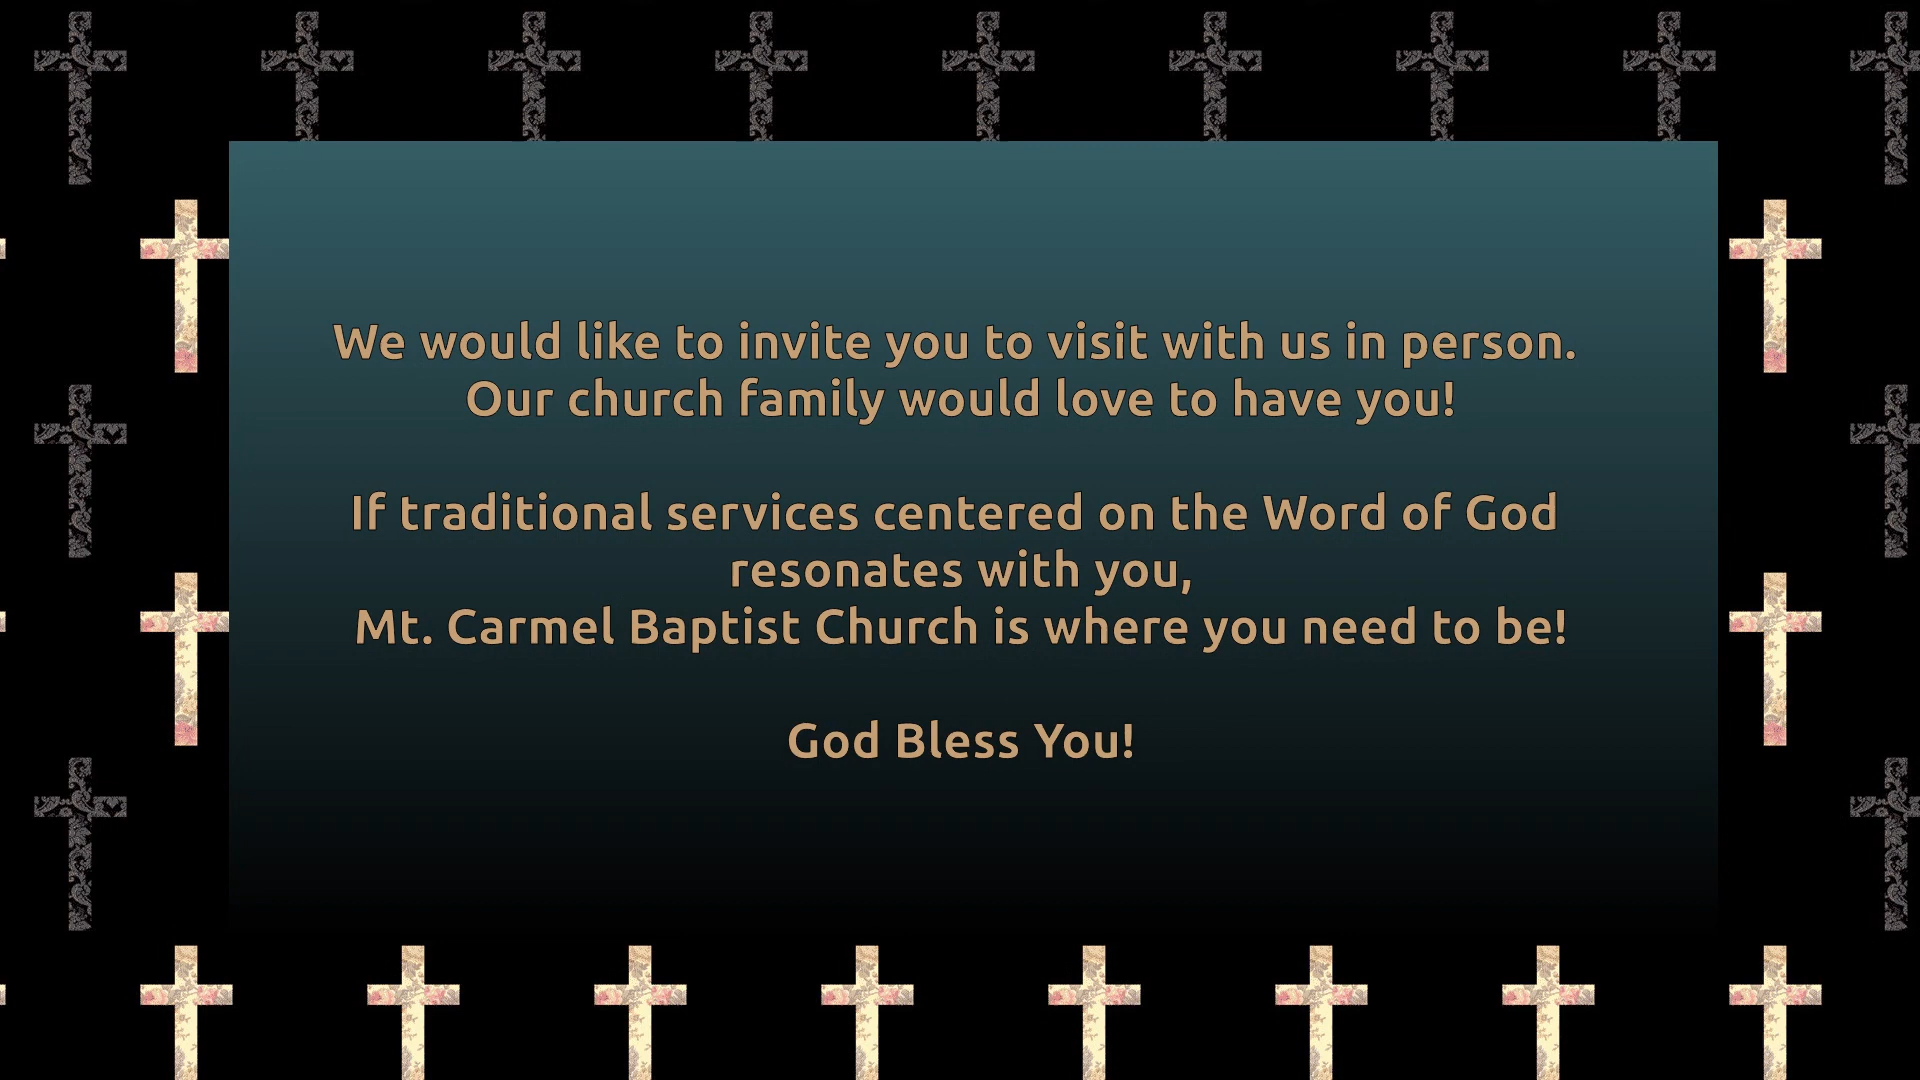 We would like to invite you to visit with us in person.
Our church family would love to have you!
If traditional services centered on the Word of God
resonates with you,
Mt. Carmel Baptist Church is where you need to be!
God Bless You!